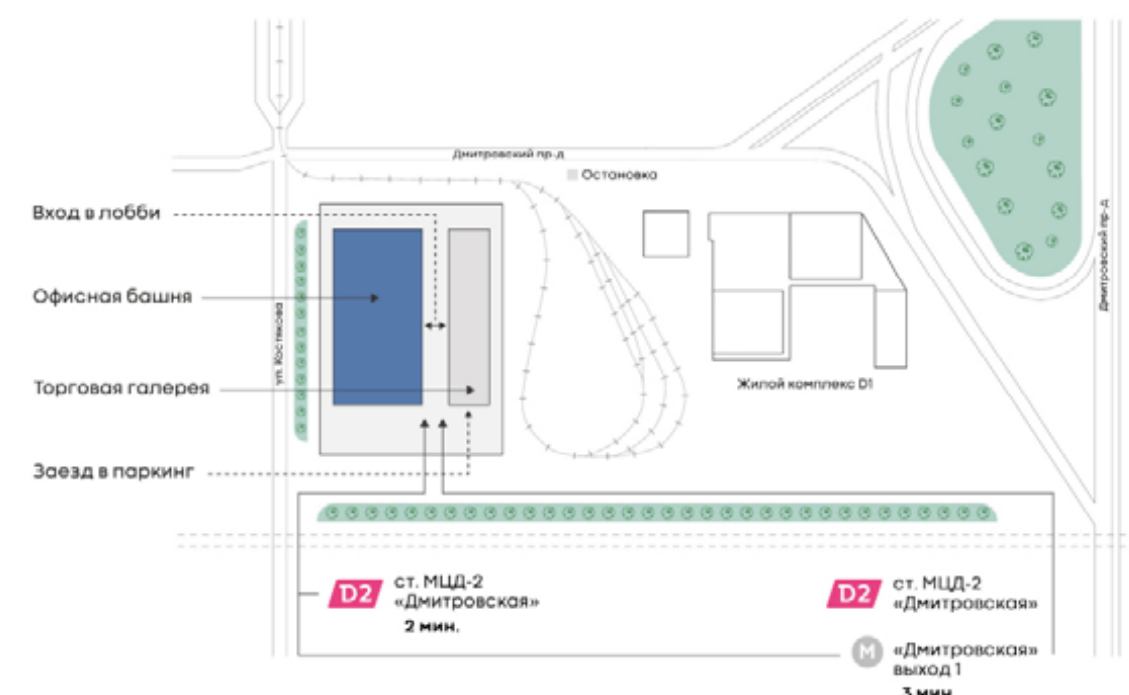 Дмитровский пр-д
Остановка
Вход в лобби
Офисная башня
ул. Костякова
Дмитровский пр-д
Торговая галерея
Жилой комплекс D1
Заезд в паркинг
D2
ст. МЦД-2
«Дмитровская»
2 мин.
D2
ст. МЦД-2
«Дмитровская»
М
«Дмитровская»
выход 1
3 мин